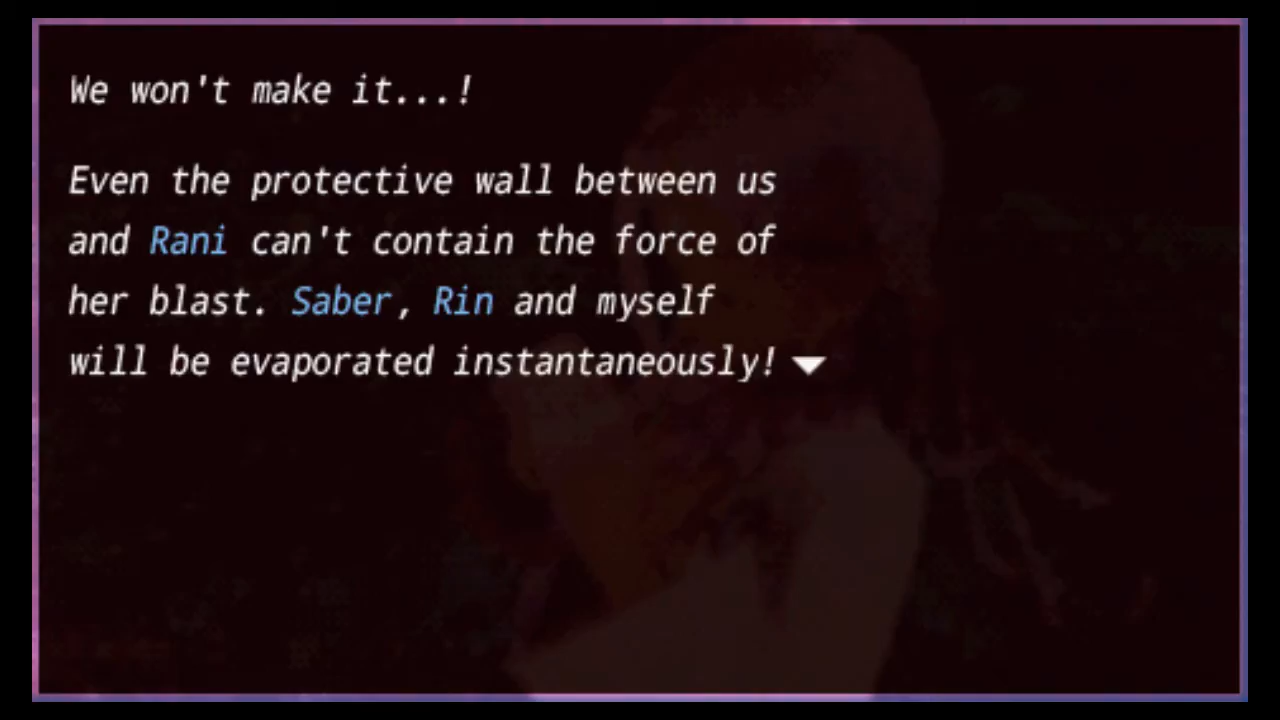 We won't make it...!
Even the protective wall between us
and Rani can't contain the force of
her blast. Saber, Rin and myself
will be evaporated instantaneously!